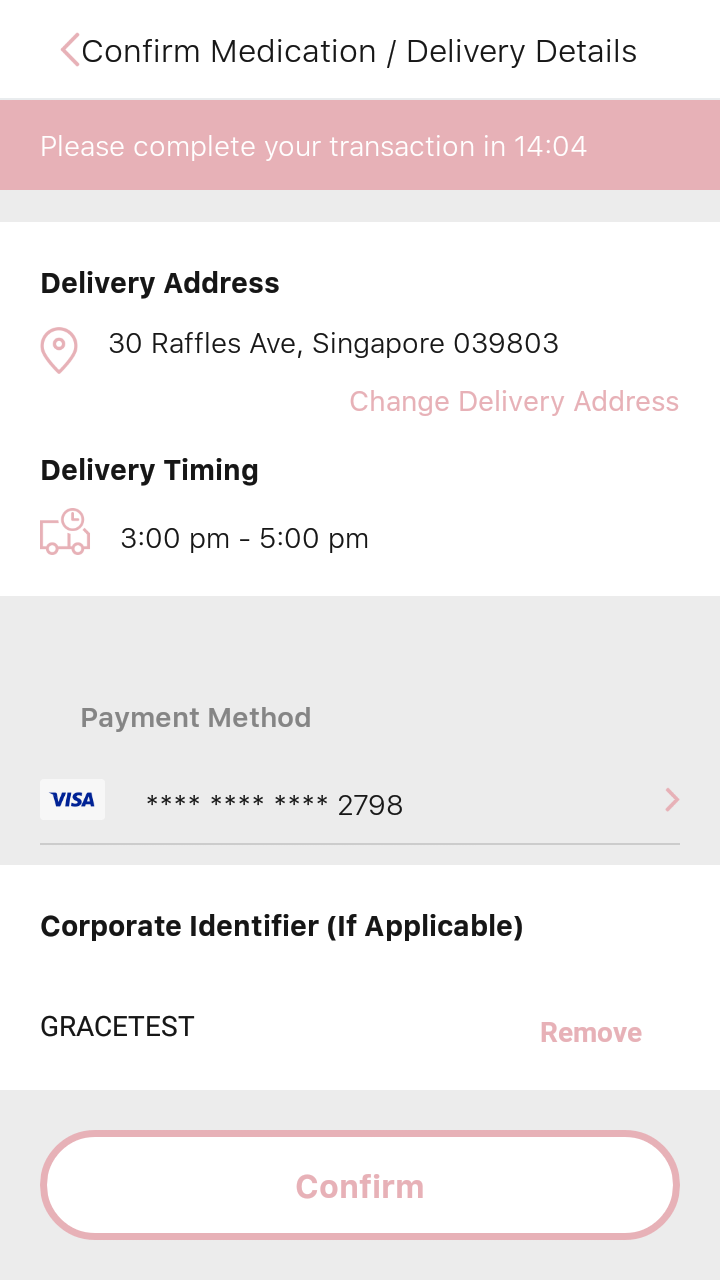 Confirm Medication / Delivery Details
Please complete your transaction in 14:04
Delivery Address
30 Raffles Ave, Singapore 039803
Change Delivery Address
Delivery Timing
3:00 pm - 5:00 pm
Payment Method
VISA **** **** **** 2798
Corporate Identifier (If Applicable)
GRACETEST Remove
Confirm